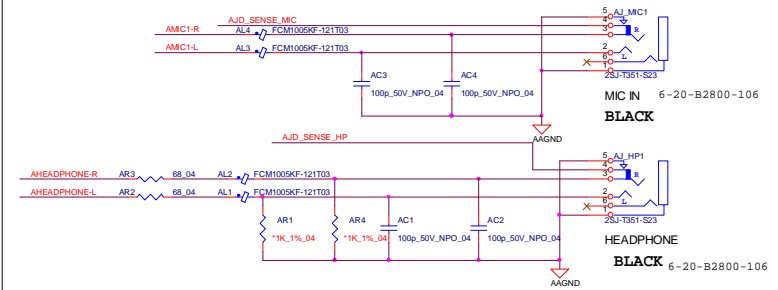 AJD_SENSE_MIC
AMIC1-R AL4 FCM1005KF-121T03
AMIC1-L AL3 FCM1005KF-121T03
5 AJ_MIC1
4
3 R
2 L
6
1
2SJ-T351-S23
AC3 AC4
100p_50V_NPO_04 100p_50V_NPO_04
MIC IN 6-20-B2800-106
BLACK
AAGND
AJD_SENSE_HP
AHEADPHONE-R AR3 68_04 AL2 FCM1005KF-121T03
AHEADPHONE-L AR2 68_04 AL1 FCM1005KF-121T03
5 AJ_HP1
4
3 R
2 L
6
1
2SJ-T351-S23
AR1 AR4 AC1 AC2
*1K_1%_04 *1K_1%_04 100p_50V_NPO_04 100p_50V_NPO_04
HEADPHONE
BLACK 6-20-B2800-106
AAGND